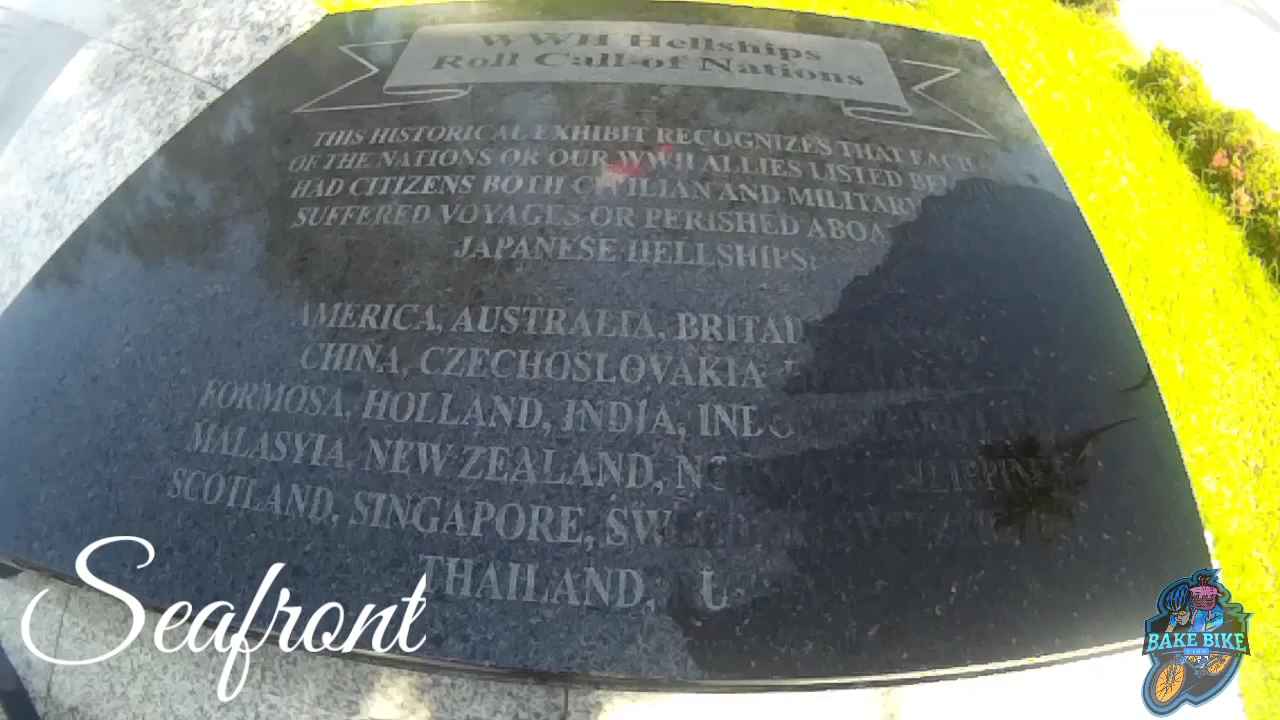 WWII Hellships
Roll Call of Nations
THIS HISTORICAL EXHIBIT RECOGNIZES THAT EACH
OF THE NATIONS OR OUR WWII ALLIES LISTED
HAD CITIZENS BOTH CIVILIAN AND MILITARY
SUFFERED VOYAGES OR PERISHED
JAPANESE HELLSHIPS:
AMERICA, AUSTRALIA,
CHINA, CZECHOSLOVAKIA
FORMOSA, HOLLAND, INDIA,
MALASYIA, NEW ZEALAND,
SCOTLAND, SINGAPORE,
THAILAND,
Seafront
BAKE BIKE